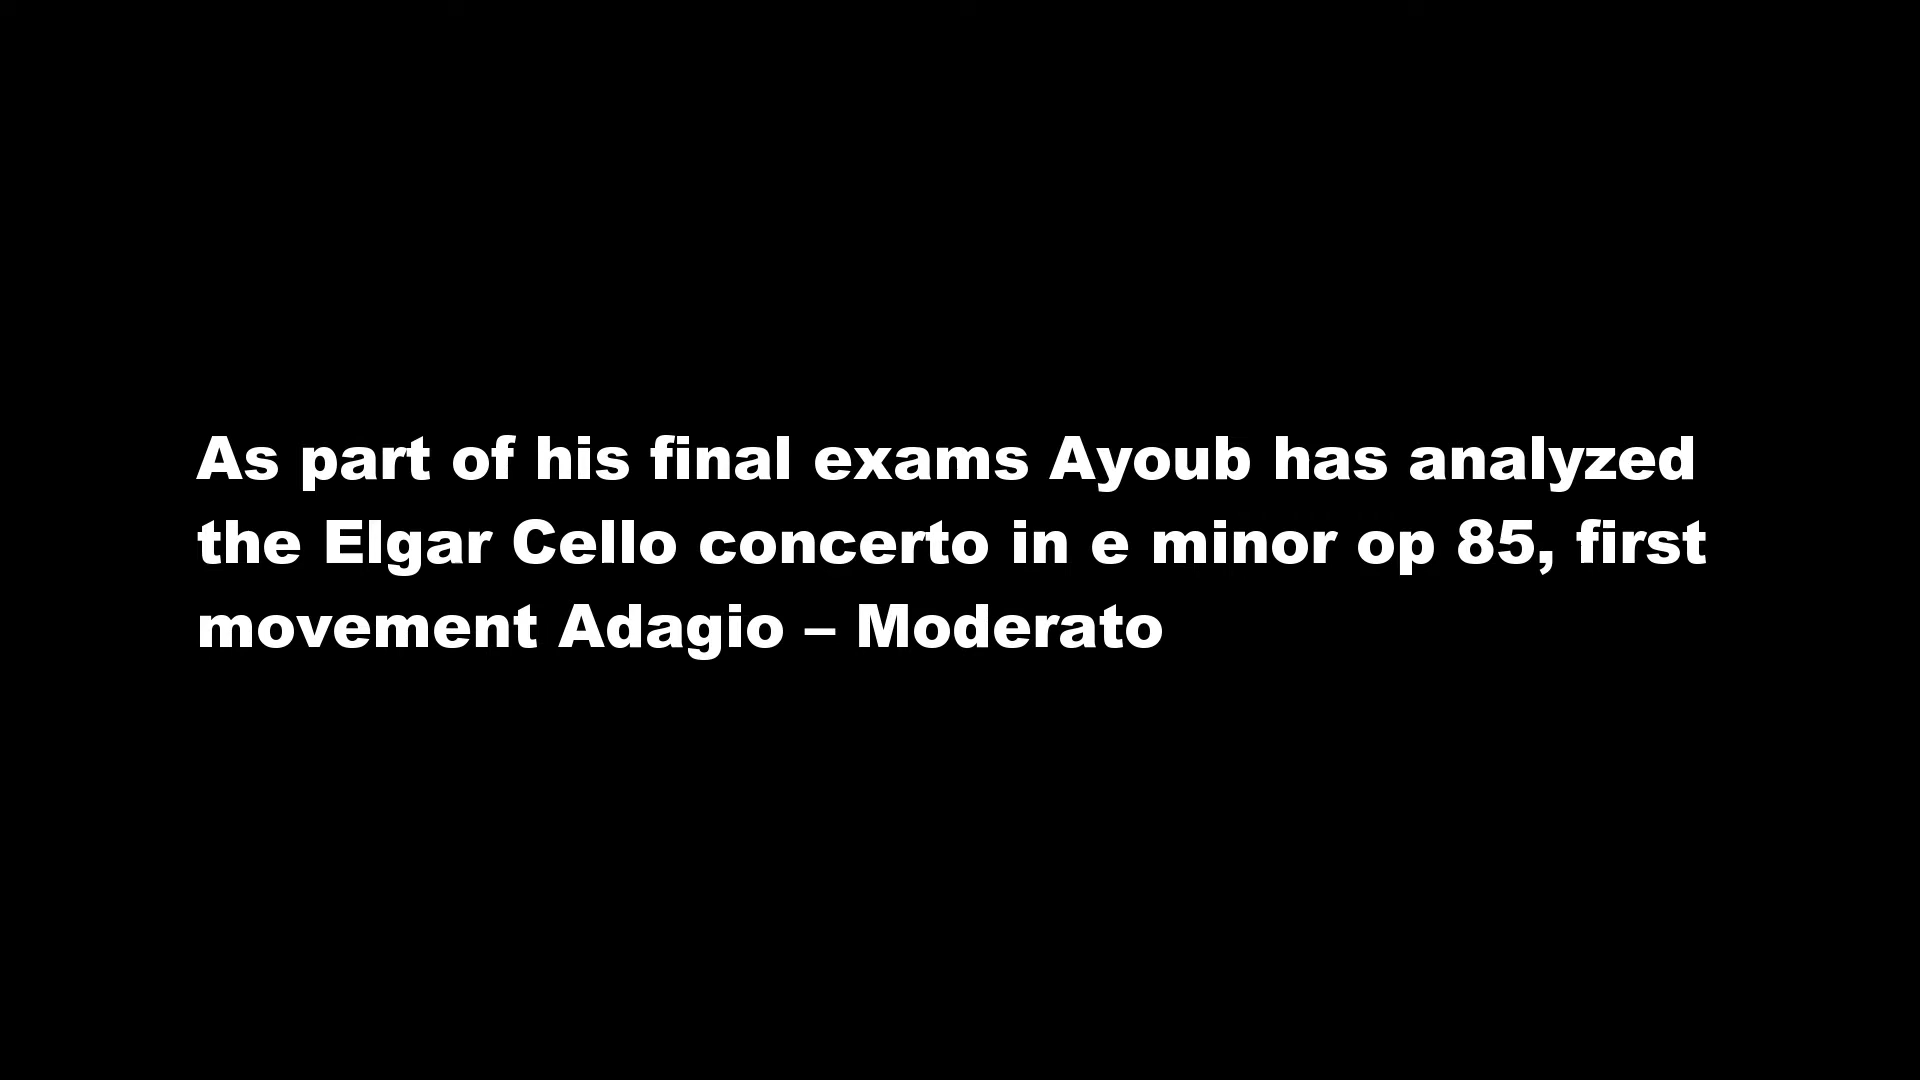 As part of his final exams Ayoub has analyzed
the Elgar Cello concerto in e minor op 85, first
movement Adagio – Moderato